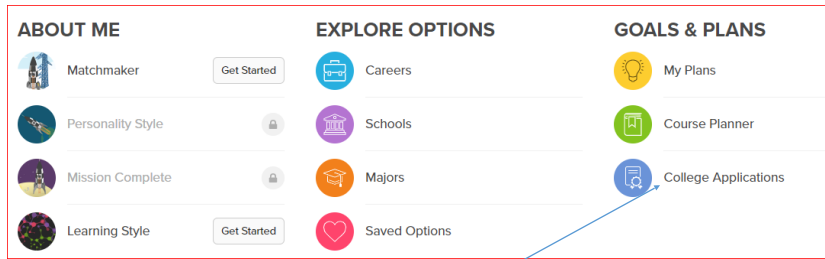 ABOUT ME
Matchmaker
Get Started
Personality Style
Mission Complete
Learning Style
Get Started
EXPLORE OPTIONS
Careers
Schools
Majors
Saved Options
GOALS & PLANS
My Plans
Course Planner
College Applications